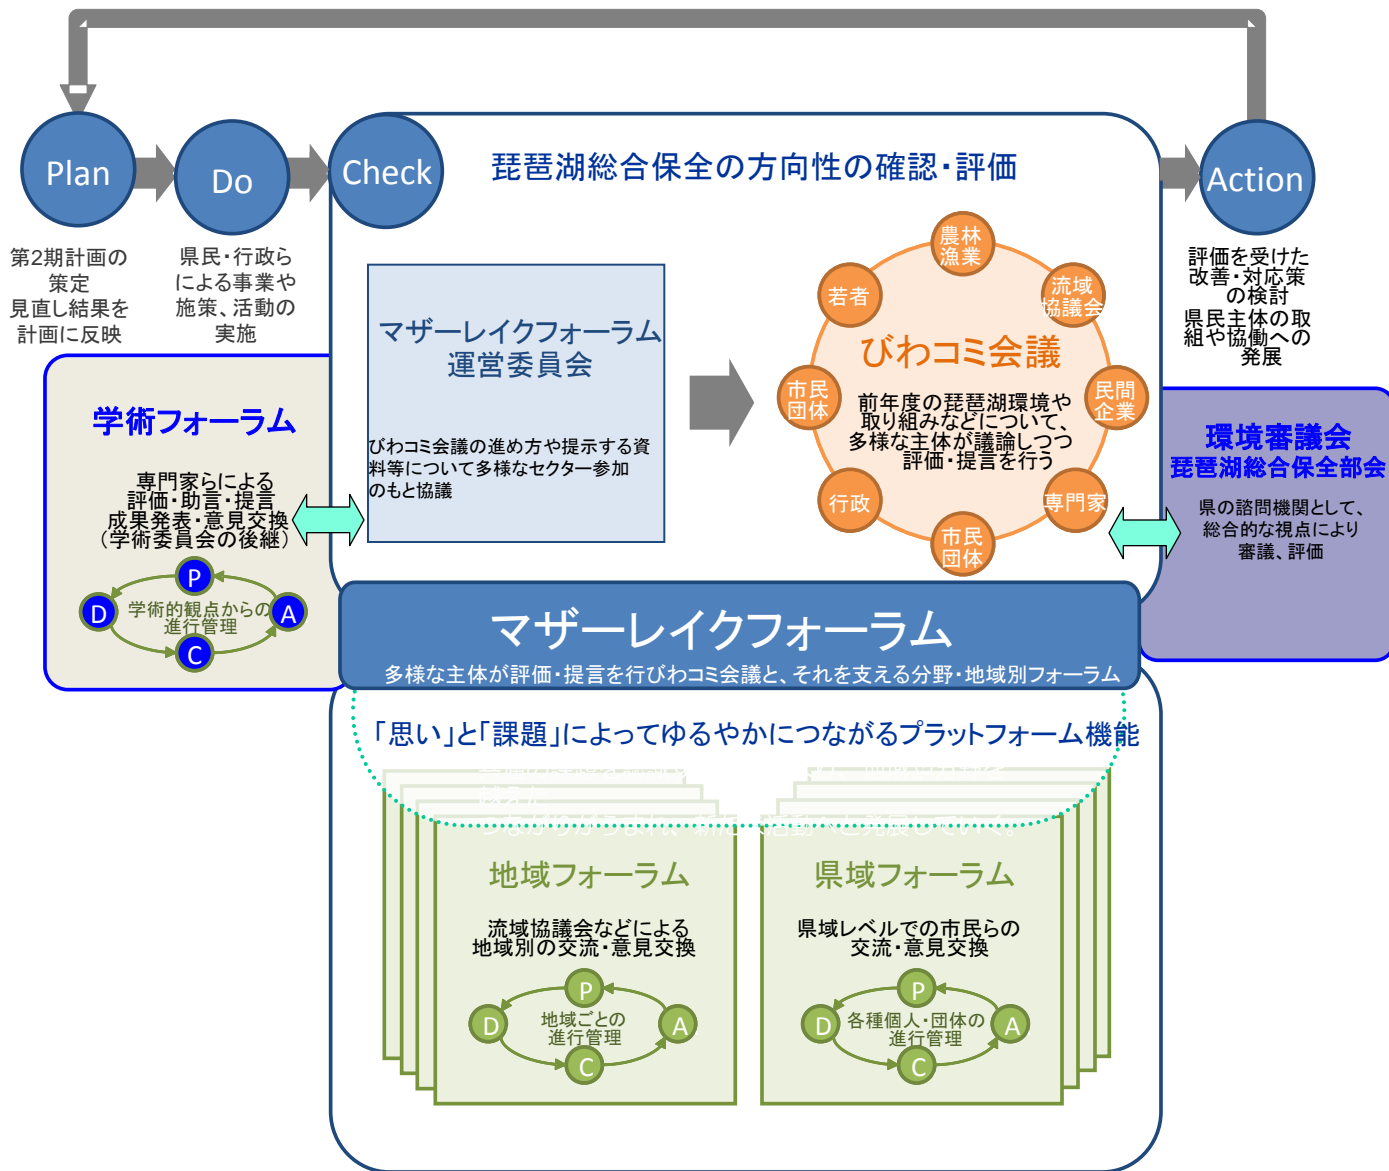 Plan
Do
Check
Action
第2期計画の
策定
見直し結果を
計画に反映
県民・行政ら
による事業や
施策、活動の
実施
琵琶湖総合保全の方向性の確認・評価
評価を受けた
改善・対応策
の検討
県民主体の取
組や協働への
発展
マザーレイクフォーラム
運営委員会
びわコミ会議の進め方や提示する資
料等について多様なセクター参加
のもと協議
農林
漁業
若者
流域
協議会
市民
団体
民間
企業
行政
専門家
市民
団体
びわコミ会議
前年度の琵琶湖環境や
取り組みなどについて、
多様な主体が議論しつつ
評価・提言を行う
学術フォーラム
専門家らによる
評価・助言・提言
成果発表・意見交換
(学術委員会の後継)
P
D
A
C
学術的観点からの
進行管理
環境審議会
琵琶湖総合保全部会
県の諮問機関として、
総合的な視点により
審議、評価
マザーレイクフォーラム
多様な主体が評価・提言を行びわコミ会議と、それを支える分野・地域別フォーラム
「思い」と「課題」によってゆるやかにつながるプラットフォーム機能
つながりがうまれ、新たな活動へと発展していく。
地域フォーラム
流域協議会などによる
地域別の交流・意見交換
P
D
A
C
地域ごとの
進行管理
県域フォーラム
県域レベルでの市民らの
交流・意見交換
P
D
A
C
各種個人・団体の
進行管理